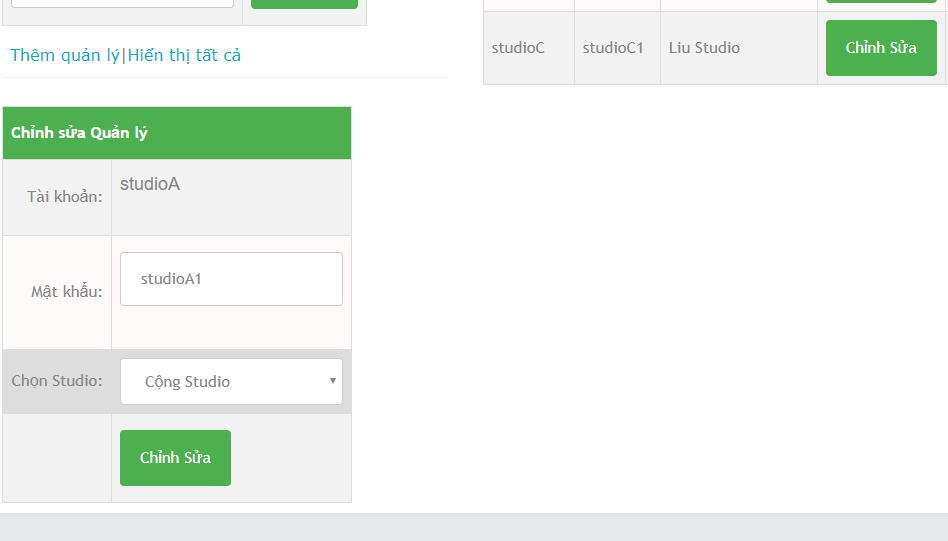 Thêm quản lý|Hiển thị tất cả
Chỉnh sửa Quản lý
Tài khoản: studioA
Mật khẩu: studioA1
Chọn Studio: Cộng Studio
Chỉnh Sửa
studioC studioC1 Liu Studio Chỉnh Sửa